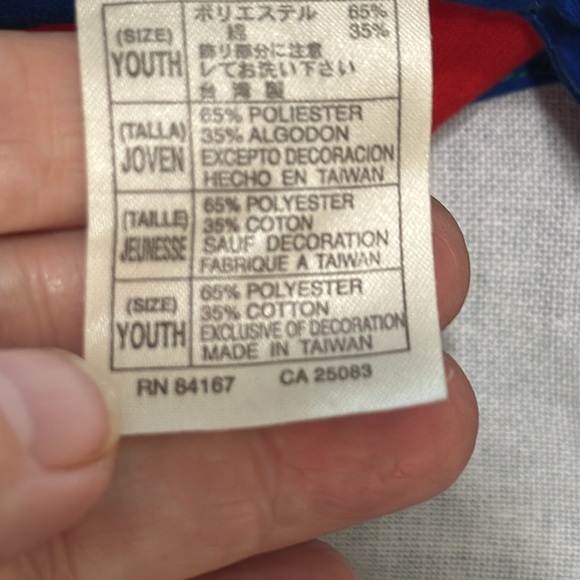 (SIZE)
YOUTH
ポリエステル 65%
綿 35%
飾り部分に注意
してお洗い下さい
台湾製
(TALLA)
JOVEN
65% POLIESTER
35% ALGODON
EXCEPTO DECORACION
HECHO EN TAIWAN
(TAILLE)
JEUNESSE
65% POLYESTER
35% COTON
SAUF DECORATION
FABRIQUE A TAIWAN
(SIZE)
YOUTH
65% POLYESTER
35% COTTON
EXCLUSIVE OF DECORATION
MADE IN TAIWAN
RN 84167 CA 25083